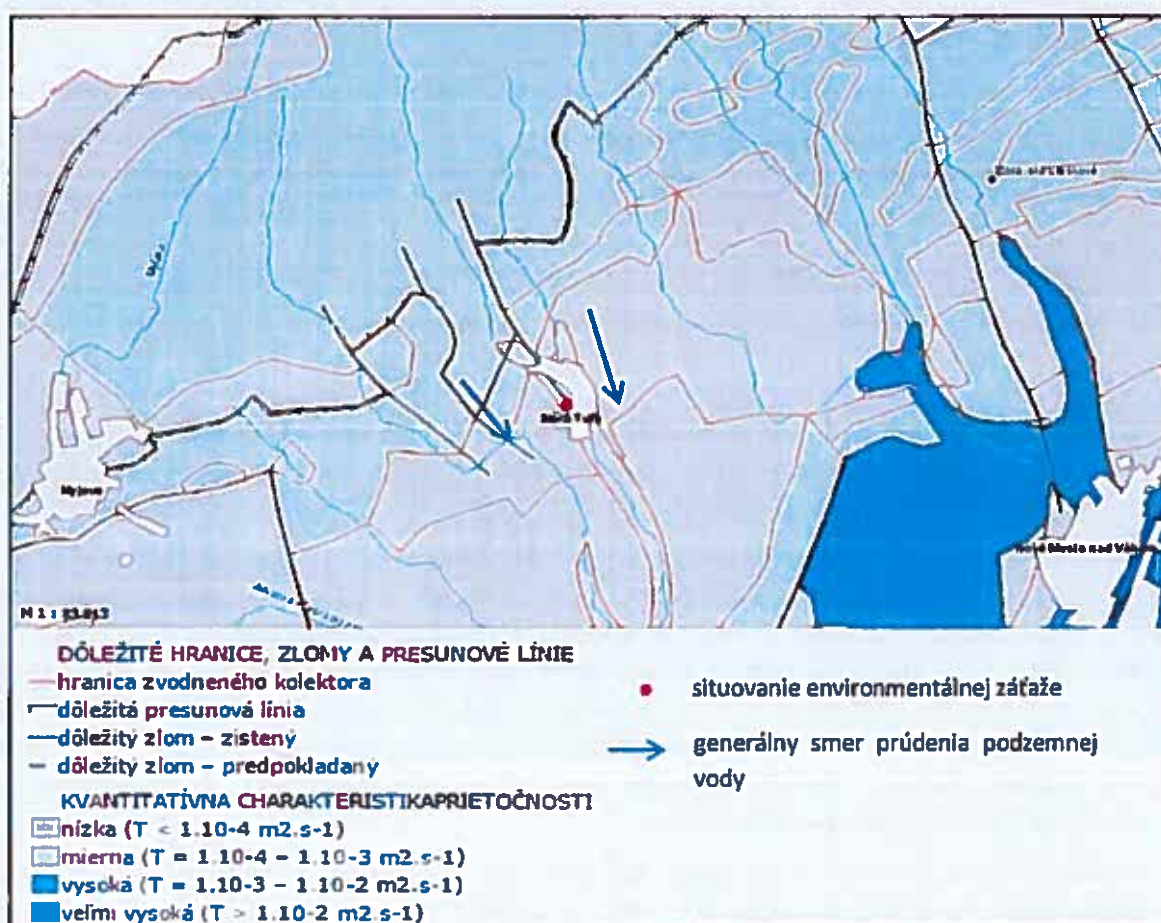 Myjava
Stará Turá
Nové Mesto nad Váhom
M 1 :
DÔLEŽITÉ HRANICE, ZLOMY A PRESUNOVÉ LÍNIE
hranica zvodneného kolektora
dôležitá presunová línia
dôležitý zlom – zistený
dôležitý zlom – predpokladaný
KVANTITATÍVNA CHARAKTERISTIKAPRIETOČNOSTI
nízka (T < 1.10-4 m2.s-1)
mierna (T = 1.10-4 – 1.10-3 m2.s-1)
vysoká (T = 1.10-3 – 1.10-2 m2.s-1)
veľmi vysoká (T > 1.10-2 m2.s-1)
situovanie environmentálnej záťaže
generálny smer prúdenia podzemnej
vody